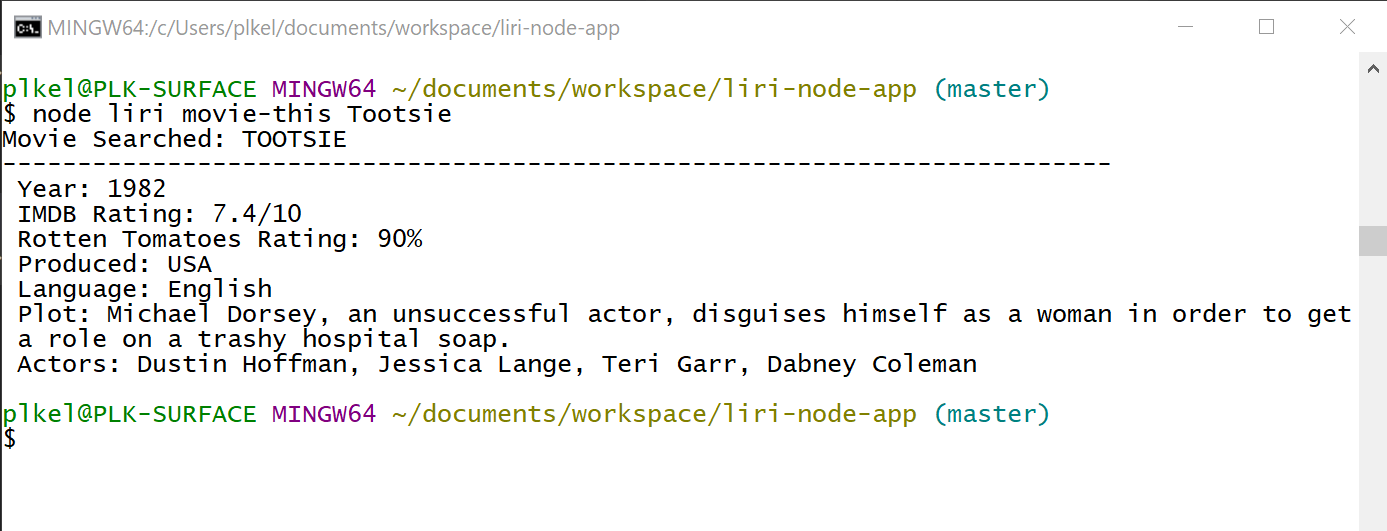 MINGW64:/c/Users/plkel/documents/workspace/liri-node-app
plkel@PLK-SURFACE MINGW64 ~/documents/workspace/liri-node-app (master)
$ node liri movie-this Tootsie
Movie Searched: TOOTSIE
--------------------------------------------------------------------------
Year: 1982
IMDB Rating: 7.4/10
Rotten Tomatoes Rating: 90%
Produced: USA
Language: English
Plot: Michael Dorsey, an unsuccessful actor, disguises himself as a woman in order to get
a role on a trashy hospital soap.
Actors: Dustin Hoffman, Jessica Lange, Teri Garr, Dabney Coleman
plkel@PLK-SURFACE MINGW64 ~/documents/workspace/liri-node-app (master)
$